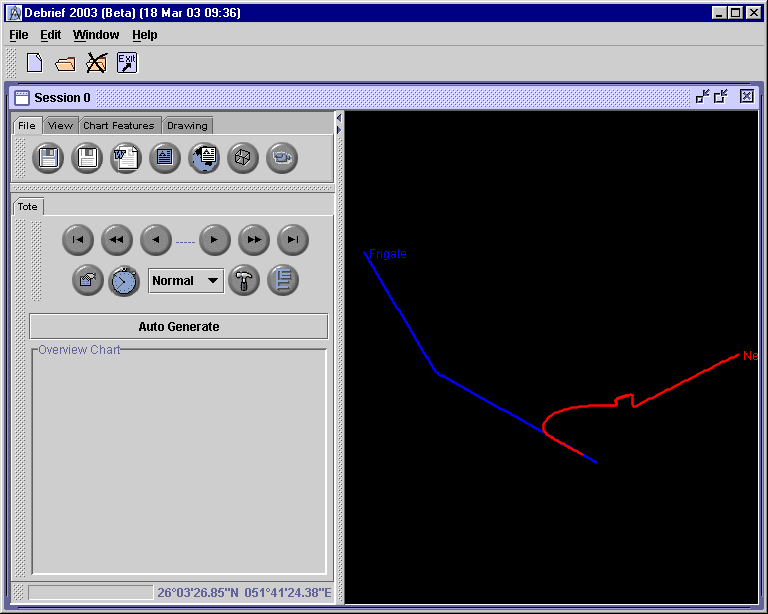 Debrief 2003 (Beta) (18 Mar 03 09:36)
File Edit Window Help
Exit
Session 0
File View Chart Features Drawing
W
Tote
Normal
Auto Generate
Overview Chart
26°03'26.85"N 051°41'24.38"E
Frigate
Ne